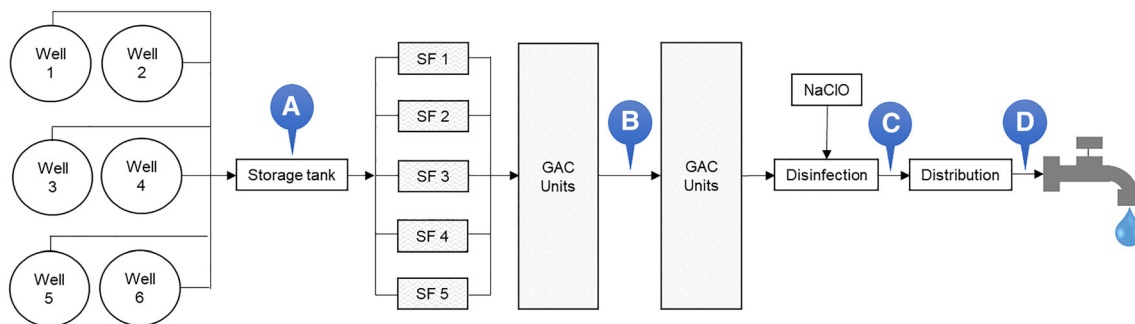 Well
1
Well
2
Well
3
Well
4
Well
5
Well
6
A
Storage tank
SF 1
SF 2
SF 3
SF 4
SF 5
GAC
Units
B
GAC
Units
NaClO
Disinfection
C
Distribution
D